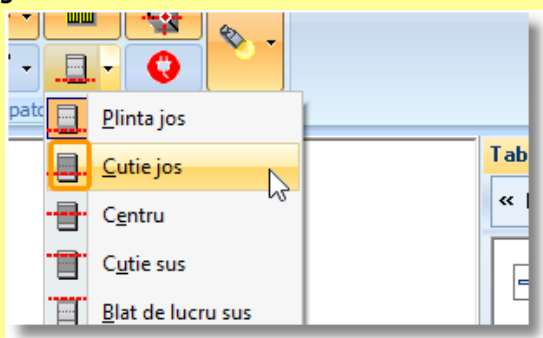 Plinta jos
Cutie jos
Centru
Cutie sus
Blat de lucru sus
Tab
«